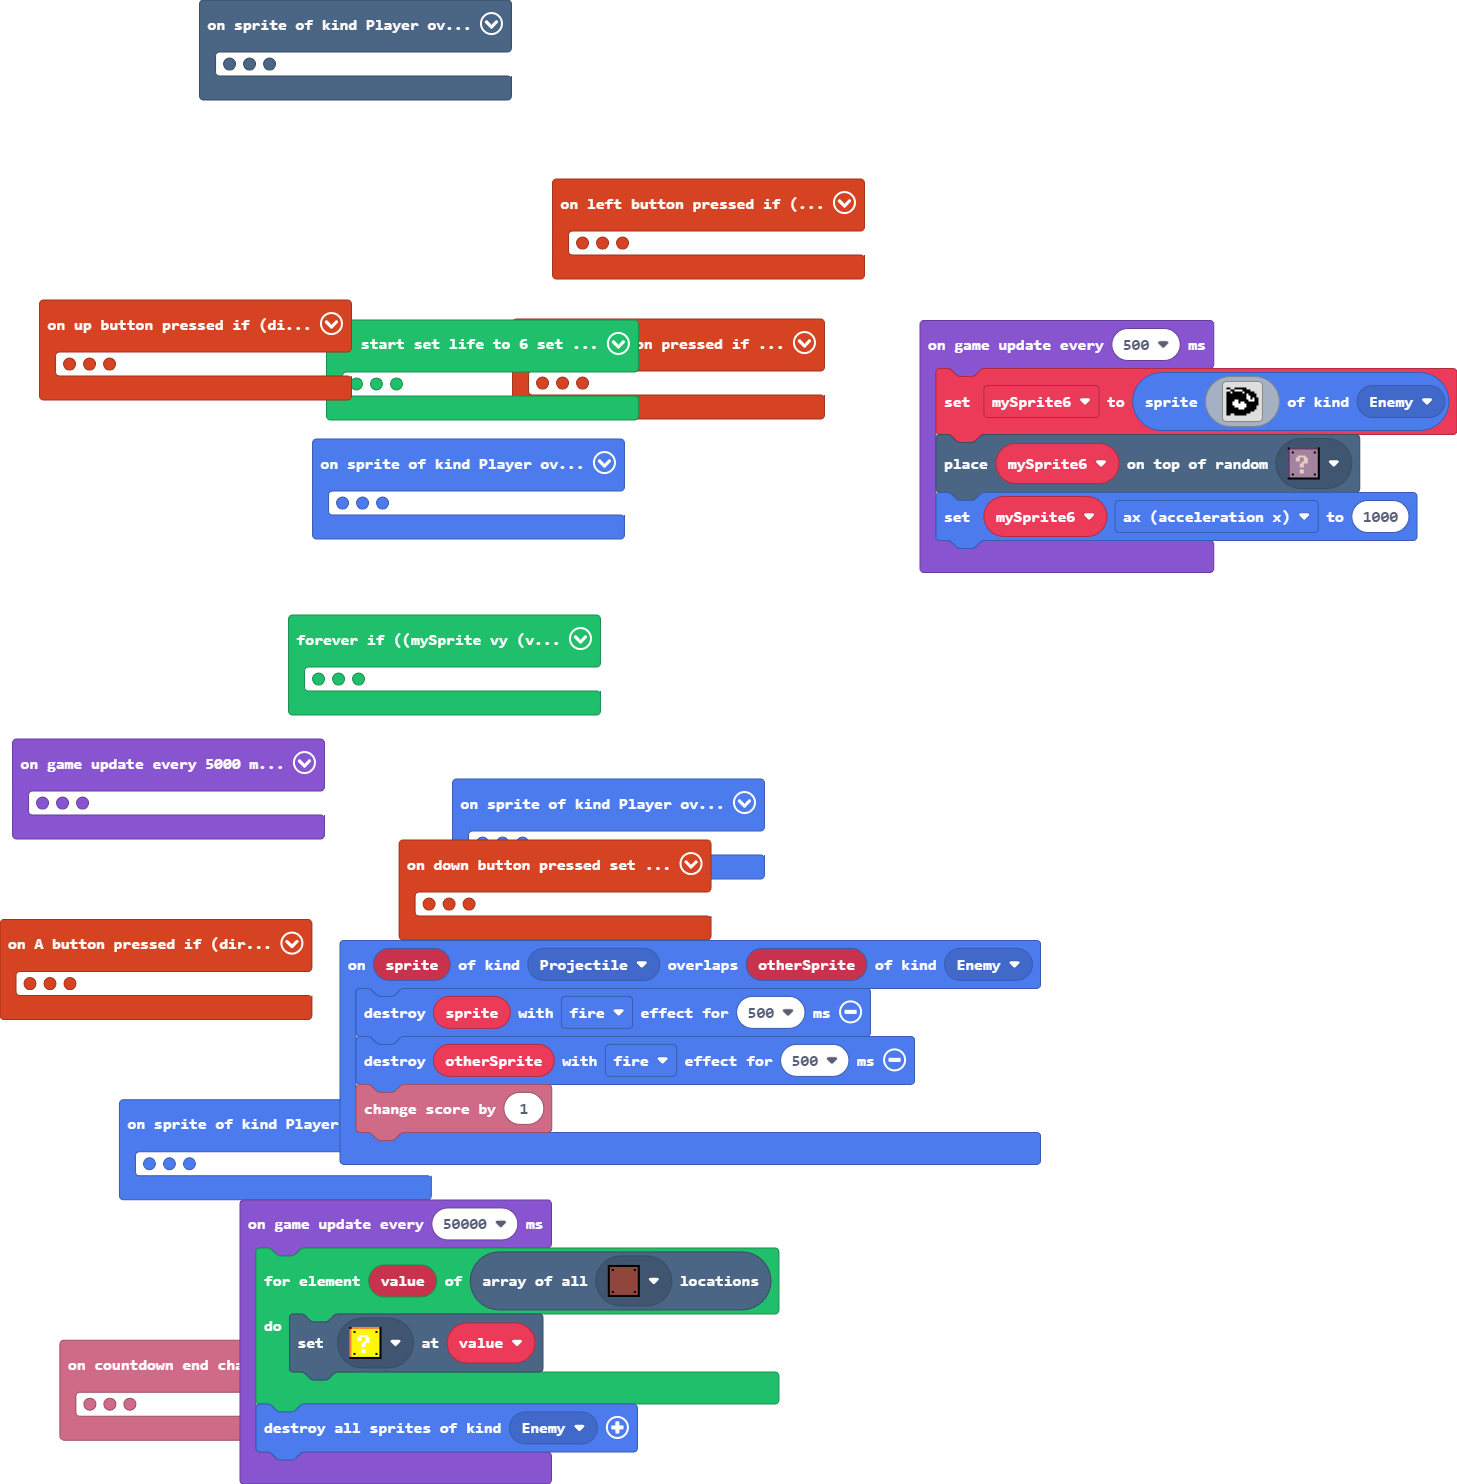 on sprite of kind Player ov...
on left button pressed if (...
on up button pressed if (di...
start set life to 6 set ...
on pressed if ...
on game update every 500 ms
set mySprite6 to sprite of kind Enemy
place mySprite6 on top of random ?
set mySprite6 ax (acceleration x) to 1000
on sprite of kind Player ov...
forever if ((mySprite vy (v...
on game update every 5000 m...
on sprite of kind Player ov...
on down button pressed set ...
on A button pressed if (dir...
on sprite of kind Projectile overlaps otherSprite of kind Enemy
destroy sprite with fire effect for 500 ms
destroy otherSprite with fire effect for 500 ms
change score by 1
on sprite of kind Player
on game update every 50000 ms
for element value of array of all locations
do set ? at value
on countdown end cha
destroy all sprites of kind Enemy